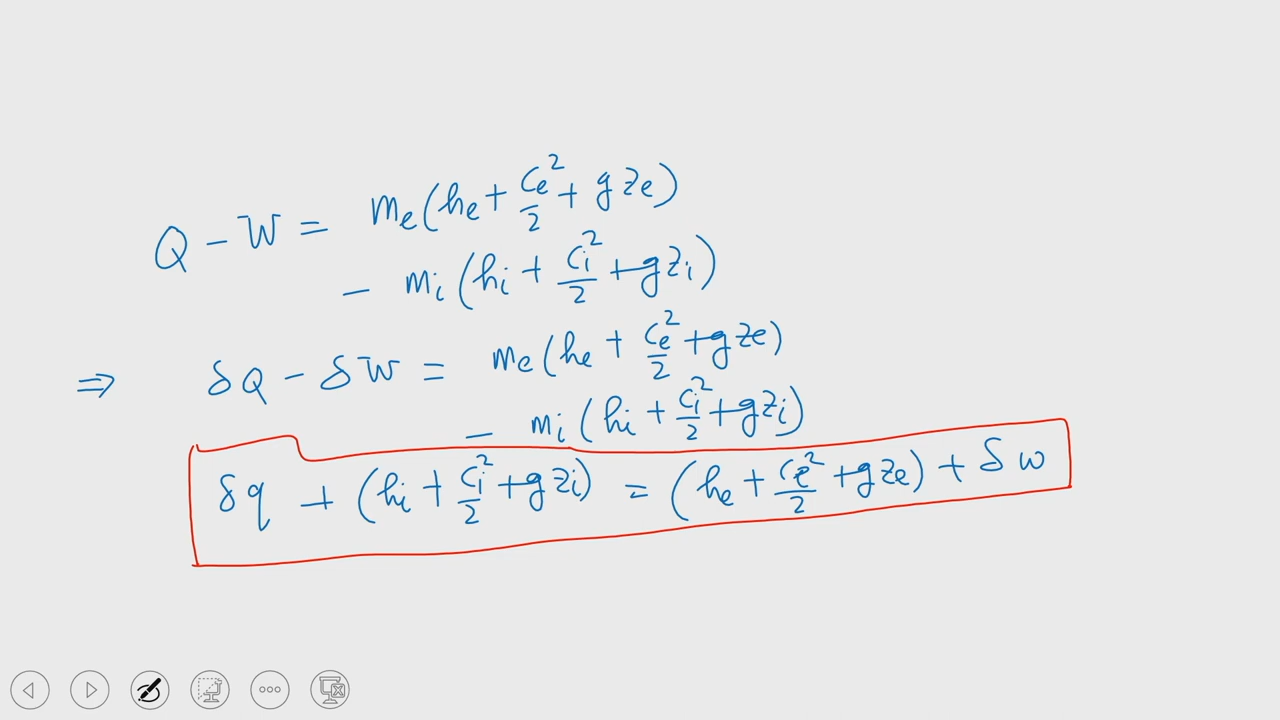 Q - W = me(he + Ce²/2 + gZe)
- mi(hi + Ci²/2 + gZi)
⇒ δQ - δW = me(he + Ce²/2 + gZe)
- mi(hi + Ci²/2 + gZi)
δq + (hi + Ci²/2 + gZi) = (he + Ce²/2 + gZe) + δw